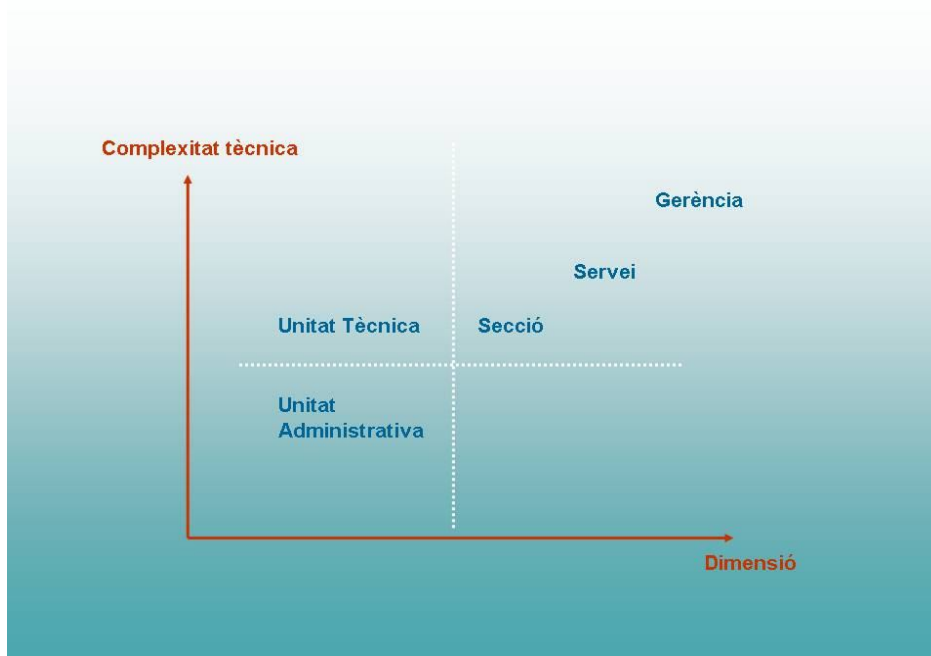 Complexitat tècnica
Gerència
Servei
Unitat Tècnica
Secció
Unitat
Administrativa
Dimensió